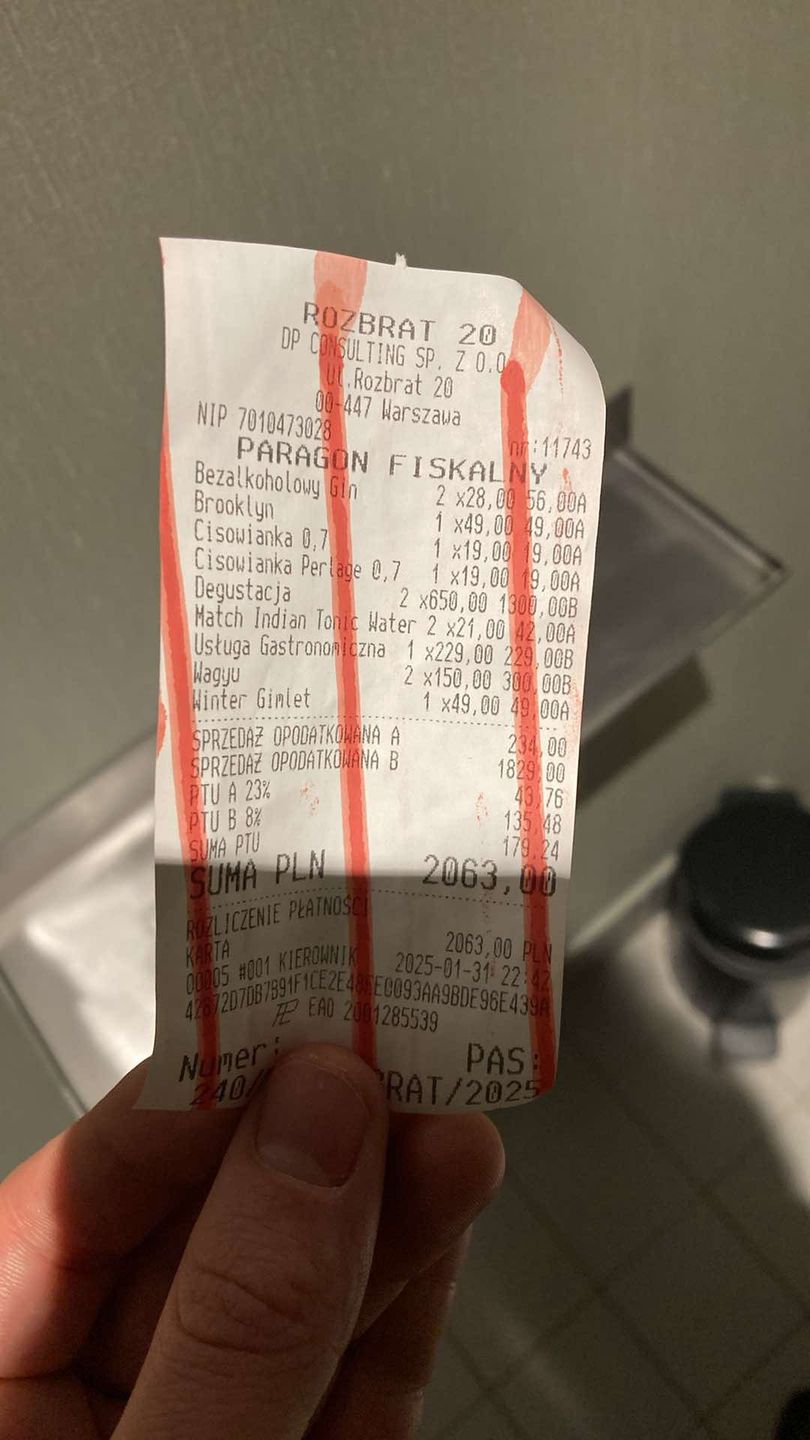 ROZBRAT 20
DP CONSULTING SP. Z O.O.
ul.Rozbrat 20
00-447 Warszawa
NIP 7010473028
nr:11743
PARAGON FISKALNY
Bezalkoholowy Gin 2 x28,00 56,00A
Brooklyn 1 x49,00 49,00A
Cisowianka 0,7 1 x19,00 19,00A
Cisowianka Perlage 0,7 1 x19,00 19,00A
Degustacja 2 x650,00 1300,00B
Match Indian Tonic Water 2 x21,00 42,00A
Usługa Gastronomiczna 1 x229,00 229,00B
Wagyu 2 x150,00 300,00B
Winter Gimlet 1 x49,00 49,00A
SPRZEDAŻ OPODATKOWANA A 234,00
SPRZEDAŻ OPODATKOWANA B 1829,00
PTU A 23% 43,76
PTU B 8% 135,48
SUMA PTU 179,24
SUMA PLN 2063,00
ROZLICZENIE PŁATNOŚCI
KARTA 2063,00 PLN
00005 #001 KIEROWNIK 2025-01-31 22:42
EAO 2001285539
Numer: PAS: